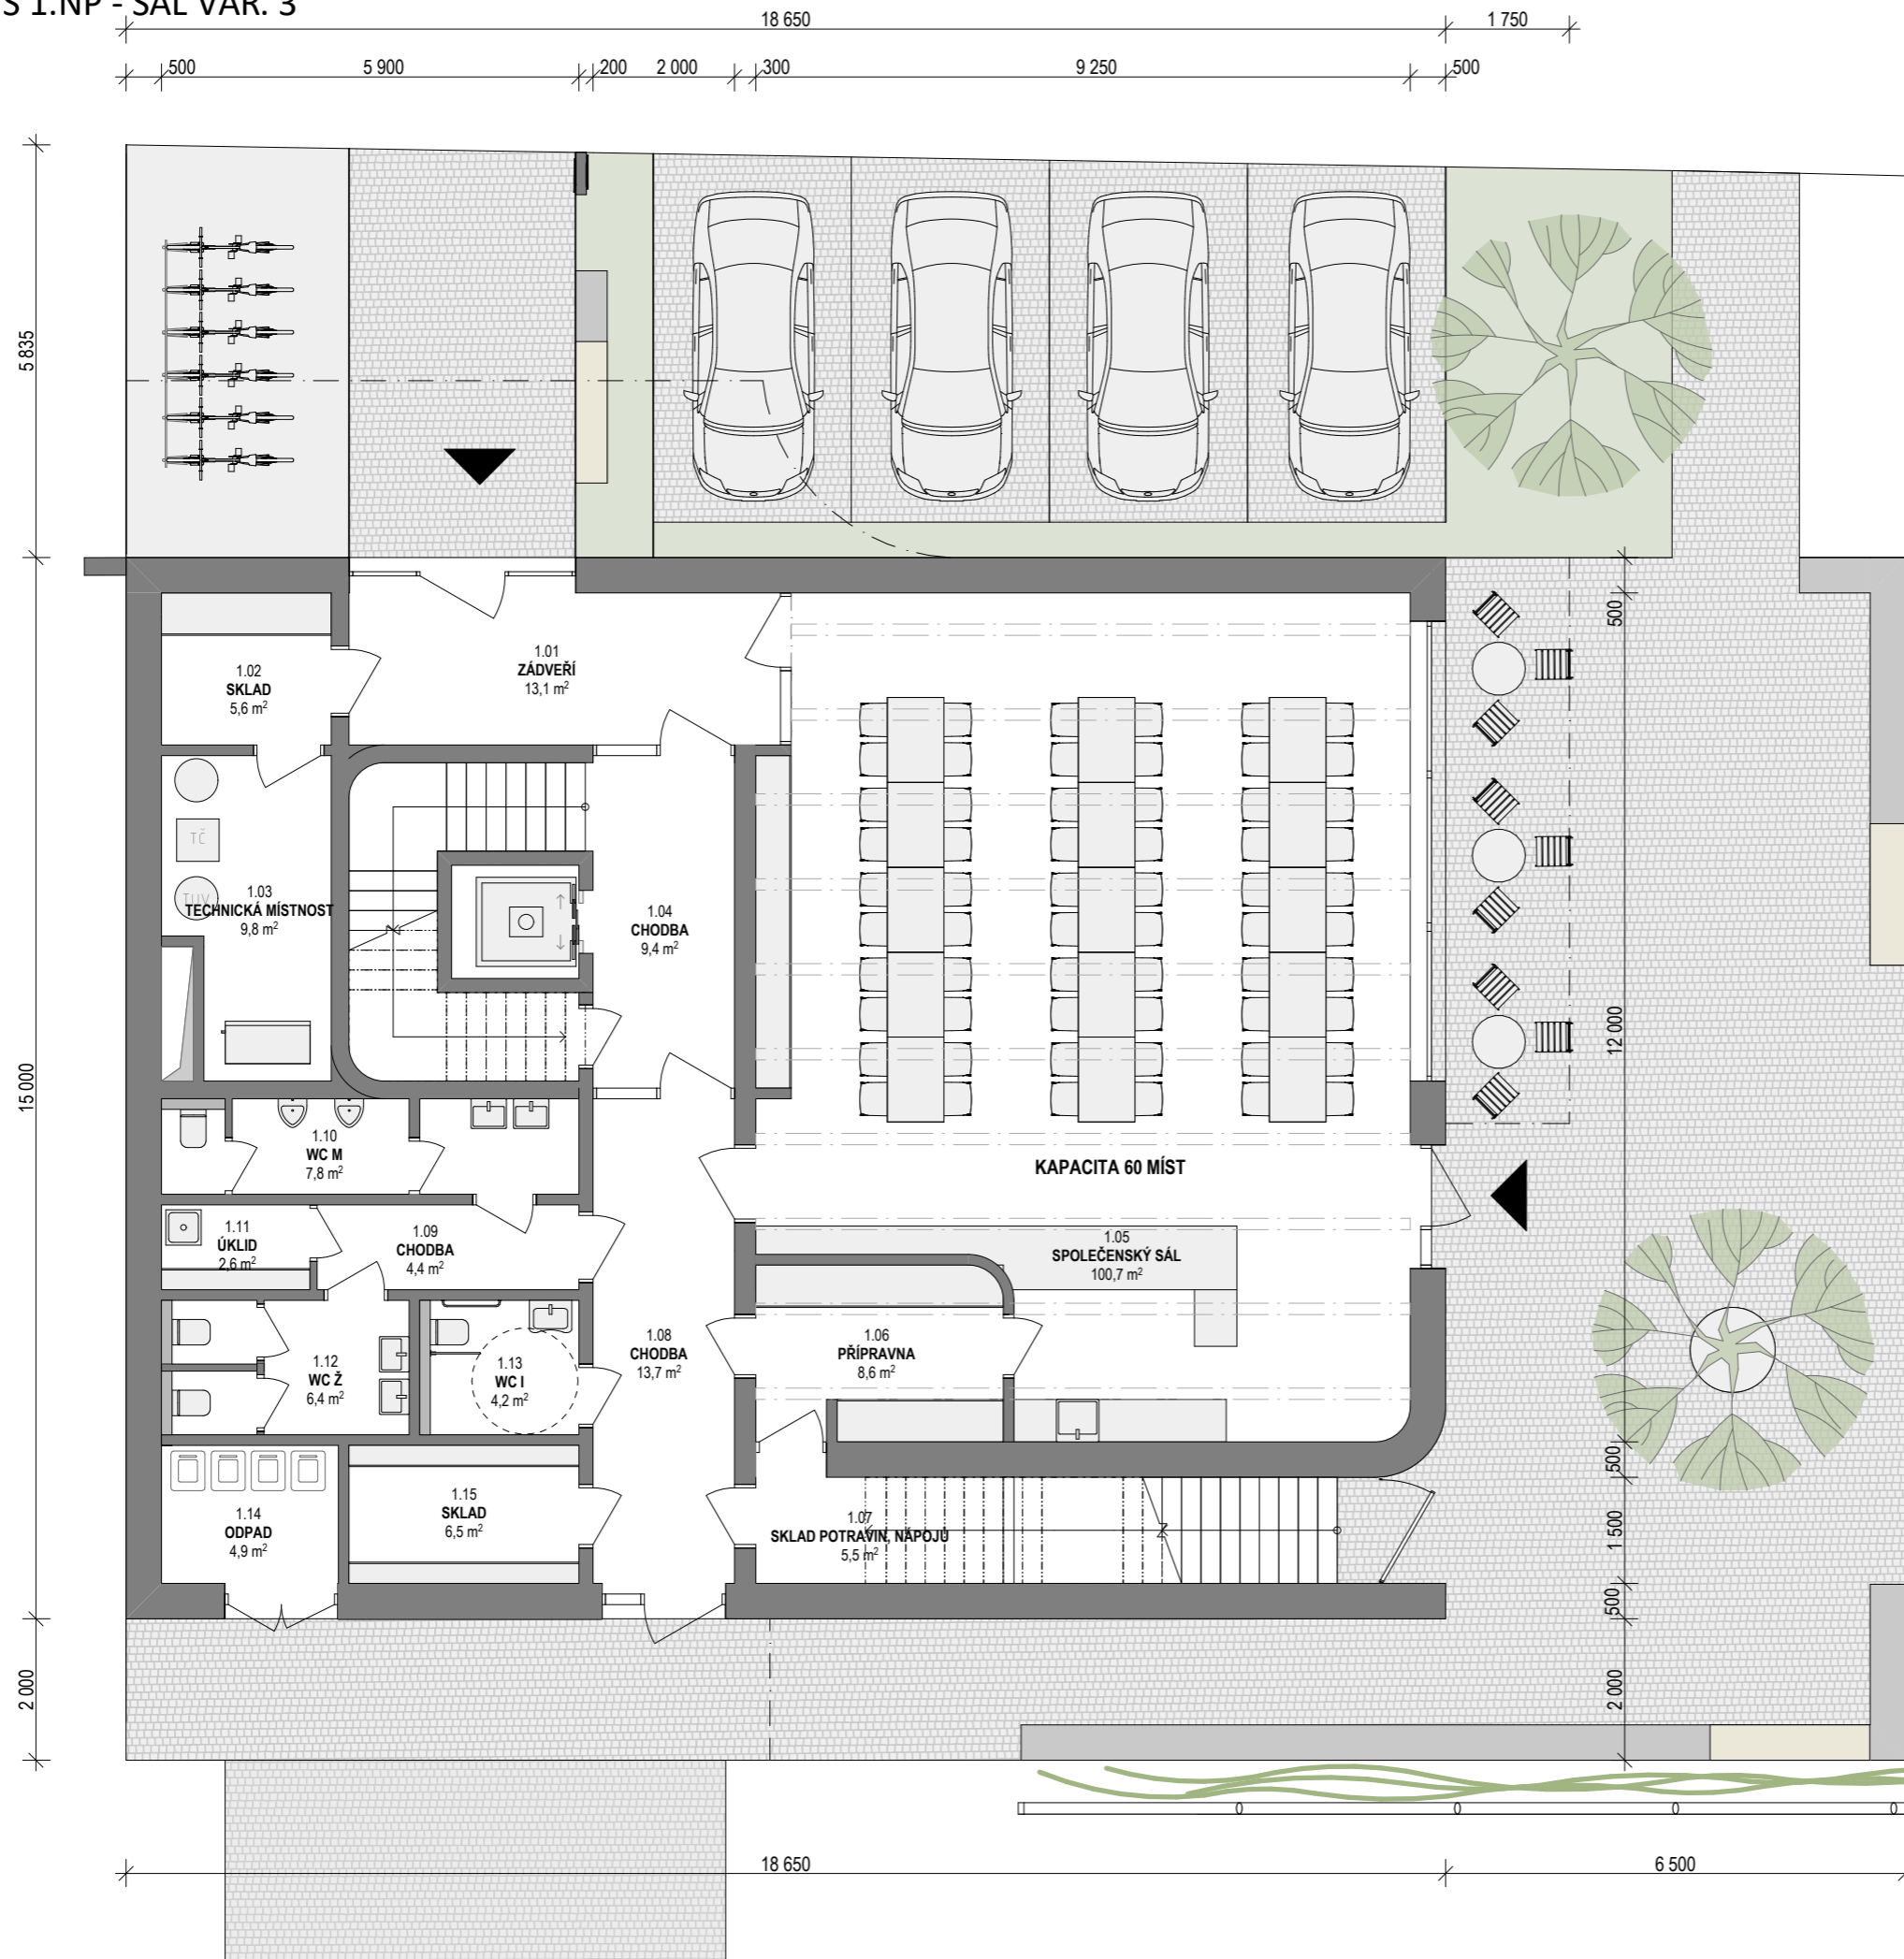 S 1.NP - SÁL VAR. 3
18 650
1 750
500
5 900
200
2 000
300
9 250
500
5 835
15 000
2 000
1.01
ZÁDVEŘÍ
13,1 m²
1.02
SKLAD
5,6 m²
TČ
TUV
1.03
TECHNICKÁ MÍSTNOST
9,8 m²
1.04
CHODBA
9,4 m²
500
12 000
1.10
WC M
7,8 m²
KAPACITA 60 MÍST
1.11
ÚKLID
2,6 m²
1.09
CHODBA
4,4 m²
1.05
SPOLEČENSKÝ SÁL
100,7 m²
1.12
WC Ž
6,4 m²
1.13
WC I
4,2 m²
1.08
CHODBA
13,7 m²
1.06
PŘÍPRAVNA
8,6 m²
1.14
ODPAD
4,9 m²
1.15
SKLAD
6,5 m²
1.07
SKLAD POTRAVIN, NÁPOJŮ
5,5 m²
500
1 500
500
2 000
18 650
6 500